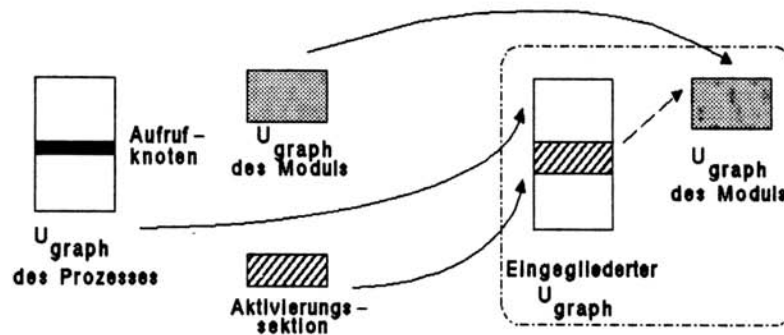 Aufruf-
knoten
U
graph
des Prozesses
U
graph
des Moduls
Aktivierungs-
sektion
Eingegliederter
U
graph
U
graph
des Moduls